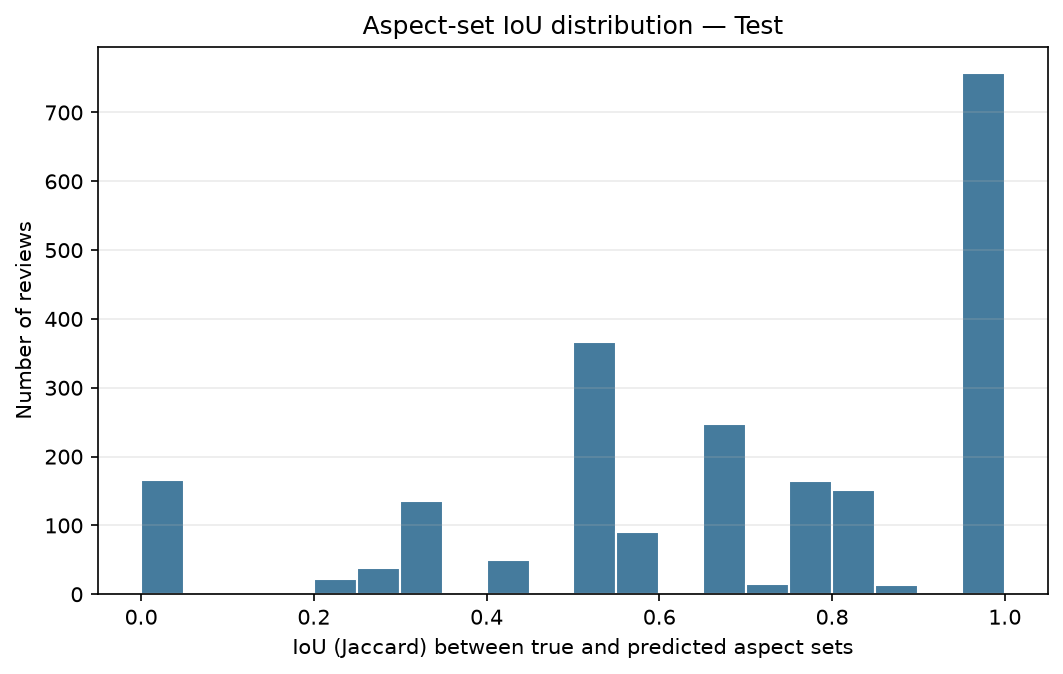 Aspect-set IoU distribution — Test
Number of reviews
700
600
500
400
300
200
100
0
0.0 0.2 0.4 0.6 0.8 1.0
IoU (Jaccard) between true and predicted aspect sets